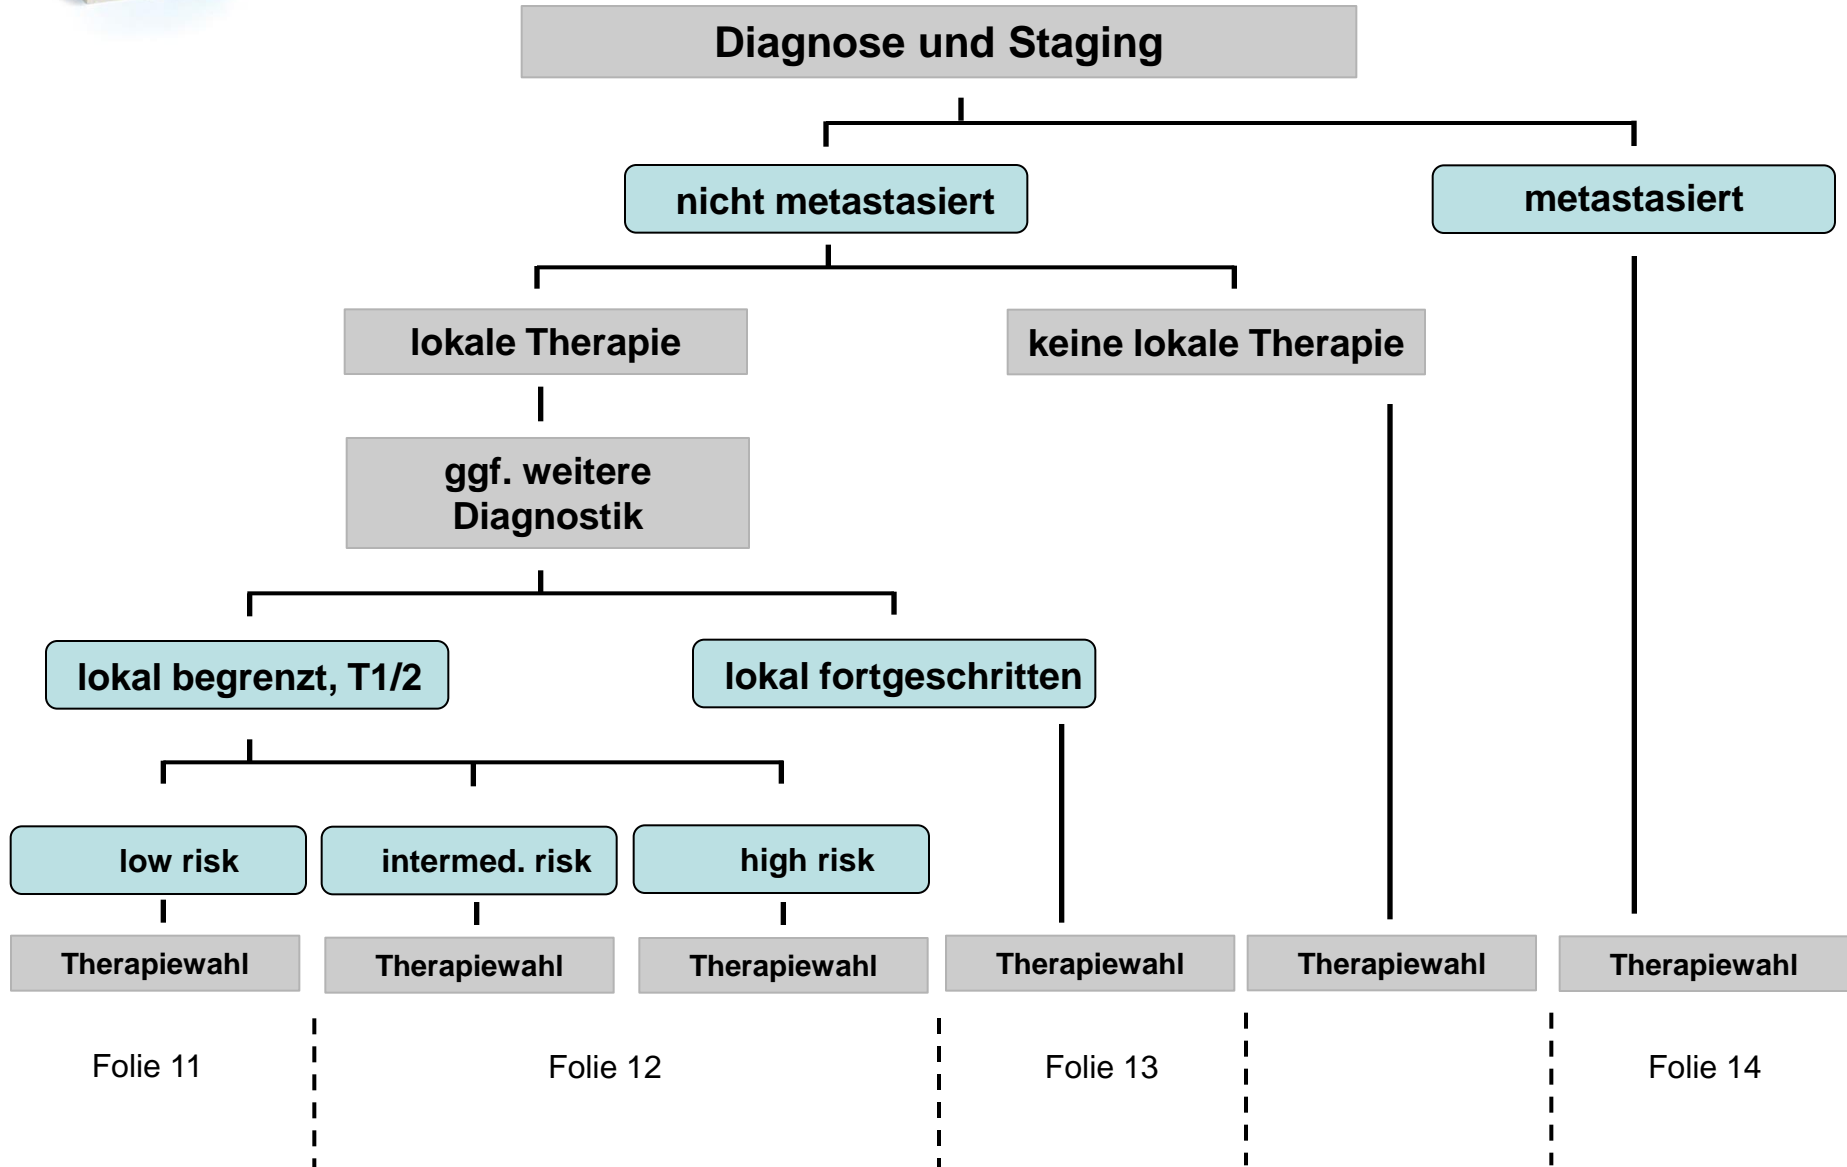 Diagnose und Staging
nicht metastasiert
metastasiert
lokale Therapie
keine lokale Therapie
ggf. weitere
Diagnostik
lokal begrenzt, T1/2
lokal fortgeschritten
low risk
intermed. risk
high risk
Therapiewahl
Therapiewahl
Therapiewahl
Therapiewahl
Therapiewahl
Therapiewahl
Folie 11
Folie 12
Folie 13
Folie 14